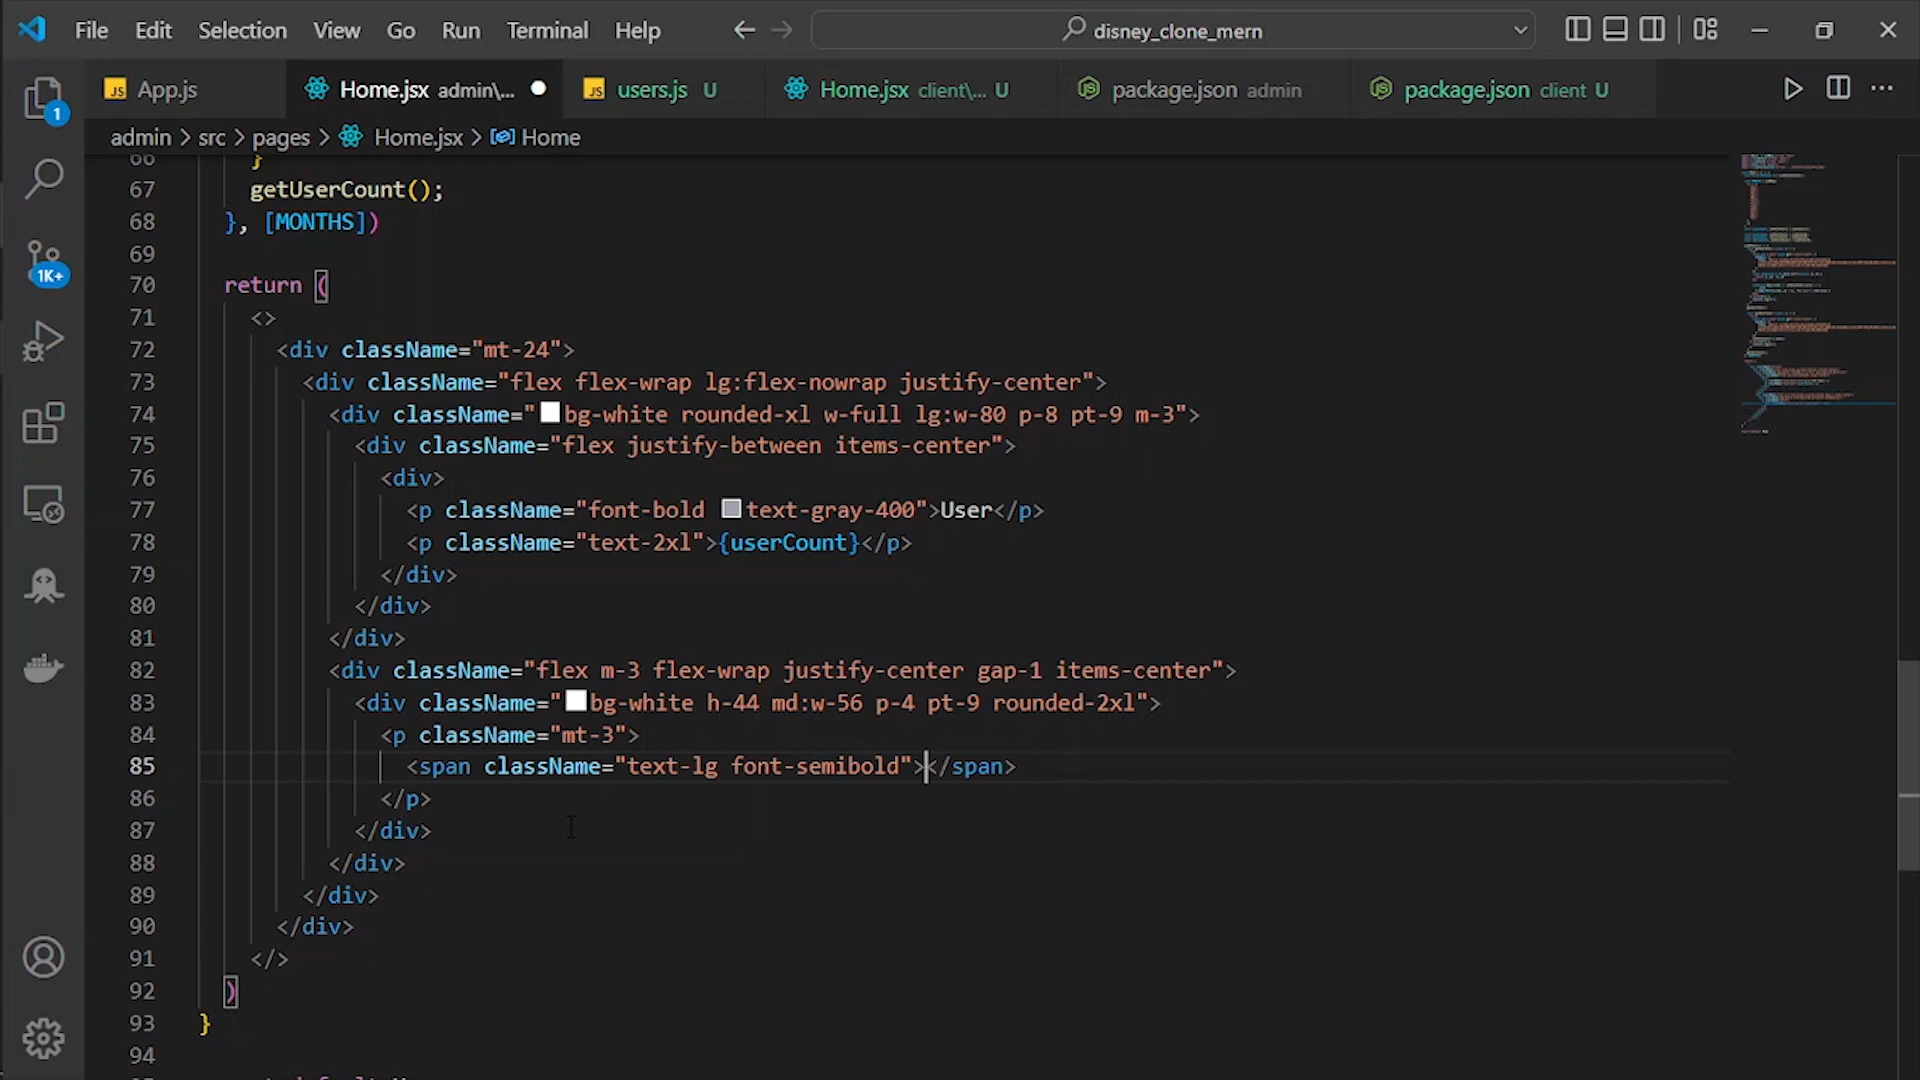 File Edit Selection View Go Run Terminal Help disney_clone_mern
App.js Home.jsx admin\... users.js U Home.jsx client\... U package.json admin package.json client U
admin > src > pages > Home.jsx > Home
1
1K+
66 }
67 getUserCount();
68 }, [MONTHS])
69
70 return (
71 <>
72 <div className="mt-24">
73 <div className="flex flex-wrap lg:flex-nowrap justify-center">
74 <div className="bg-white rounded-xl w-full lg:w-80 p-8 pt-9 m-3">
75 <div className="flex justify-between items-center">
76 <div>
77 <p className="font-bold text-gray-400">User</p>
78 <p className="text-2xl">{userCount}</p>
79 </div>
80 </div>
81 </div>
82 <div className="flex m-3 flex-wrap justify-center gap-1 items-center">
83 <div className="bg-white h-44 md:w-56 p-4 pt-9 rounded-2xl">
84 <p className="mt-3">
85 <span className="text-lg font-semibold"></span>
86 </p>
87 </div>
88 </div>
89 </div>
90 </div>
91 </>
92 )
93 }
94